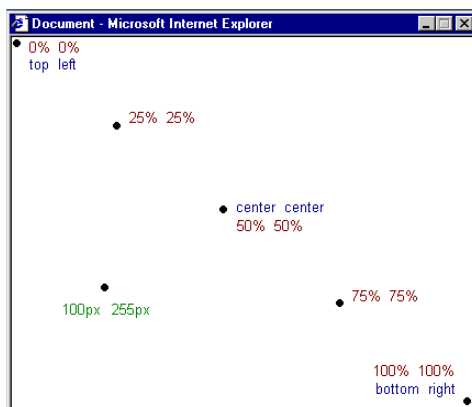 Document - Microsoft Internet Explorer
0% 0%
top left
25% 25%
center center
50% 50%
100px 255px
75% 75%
100% 100%
bottom right